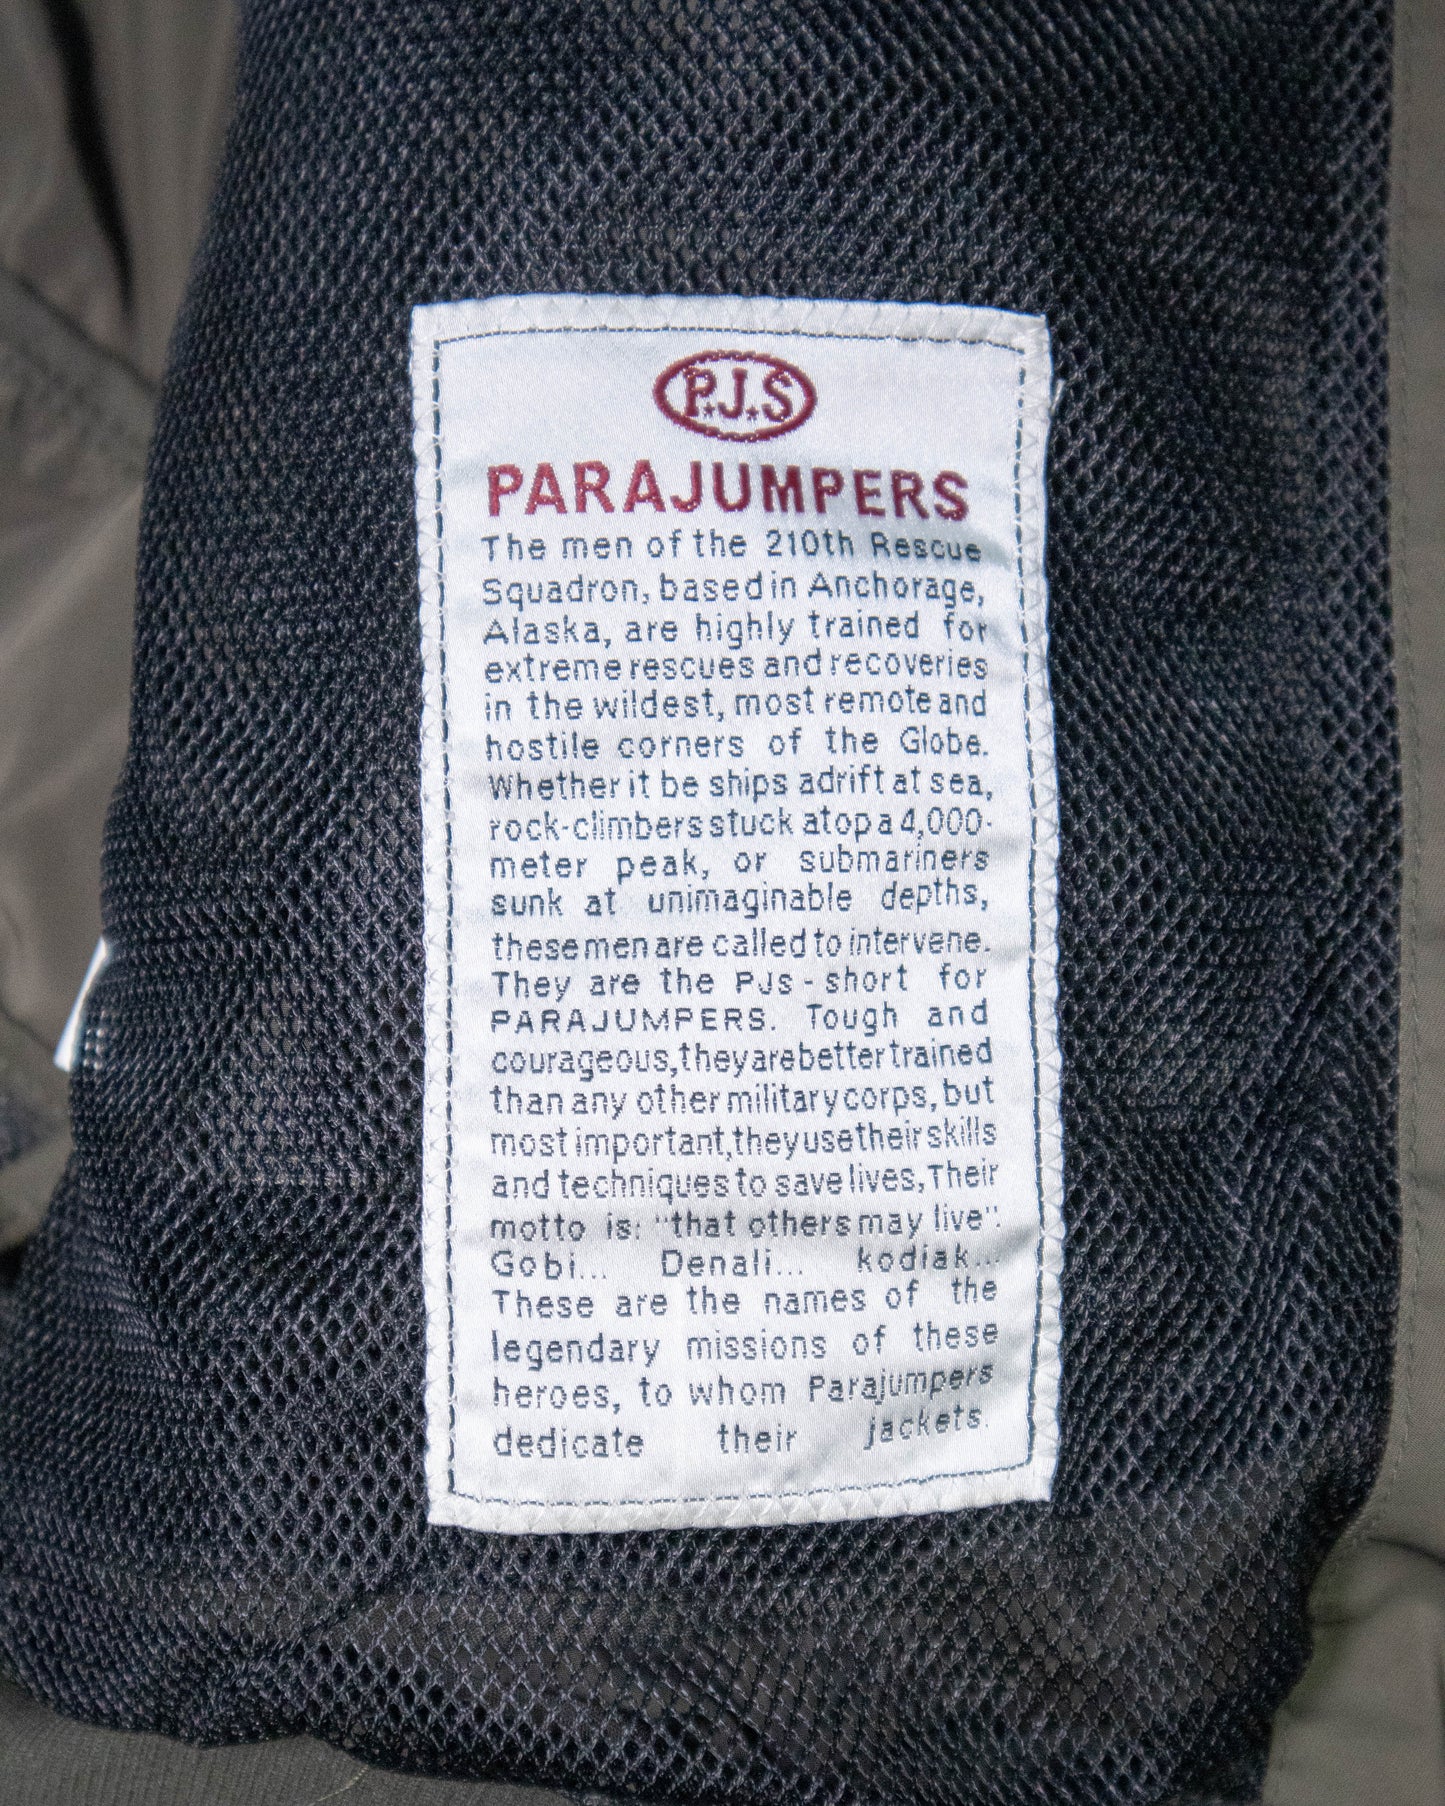 P.J.S
PARAJUMPERS
The men of the 210th Rescue
Squadron, based in Anchorage,
Alaska, are highly trained for
extreme rescues and recoveries
in the wildest, most remote and
hostile corners of the Globe.
Whether it be ships adrift at sea,
rock-climbers stuck atop a 4,000-
meter peak, or submariners
sunk at unimaginable depths,
these men are called to intervene.
They are the PJs - short for
PARAJUMPERS. Tough and
courageous, they are better trained
than any other military corps, but
most important, they use their skills
and techniques to save lives, Their
motto is: "that others may live".
Gobi... Denali... kodiak...
These are the names of the
legendary missions of these
heroes, to whom Parajumpers
dedicate their jackets.